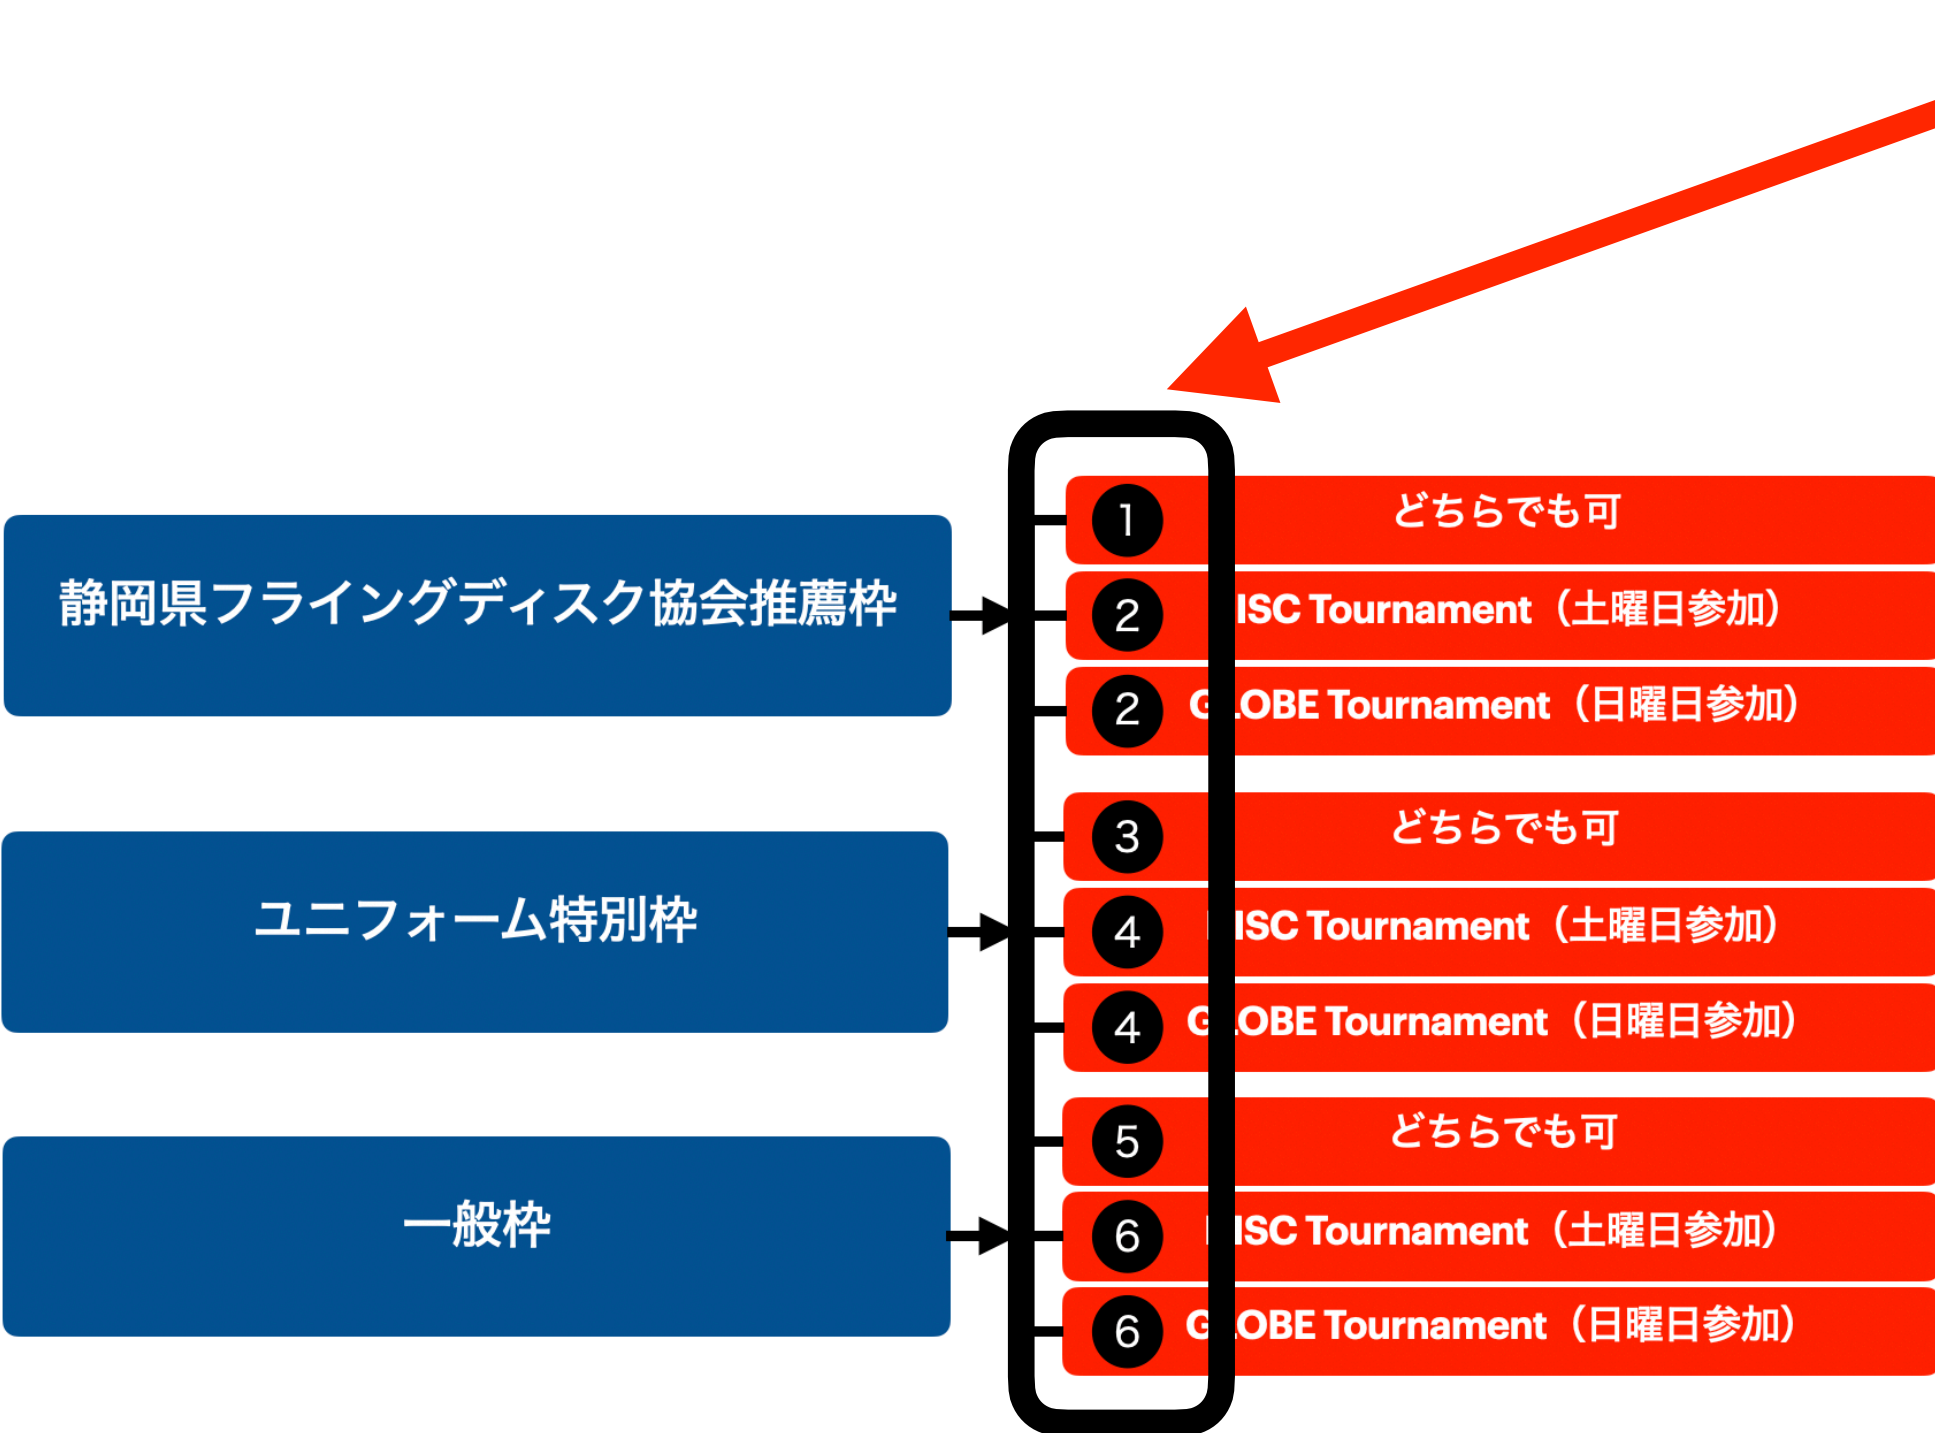 静岡県フライングディスク協会推薦枠
1 どちらでも可
2 ISC Tournament（土曜日参加）
2 GLOBE Tournament（日曜日参加）
ユニフォーム特別枠
3 どちらでも可
4 ISC Tournament（土曜日参加）
4 GLOBE Tournament（日曜日参加）
一般枠
5 どちらでも可
6 ISC Tournament（土曜日参加）
6 GLOBE Tournament（日曜日参加）